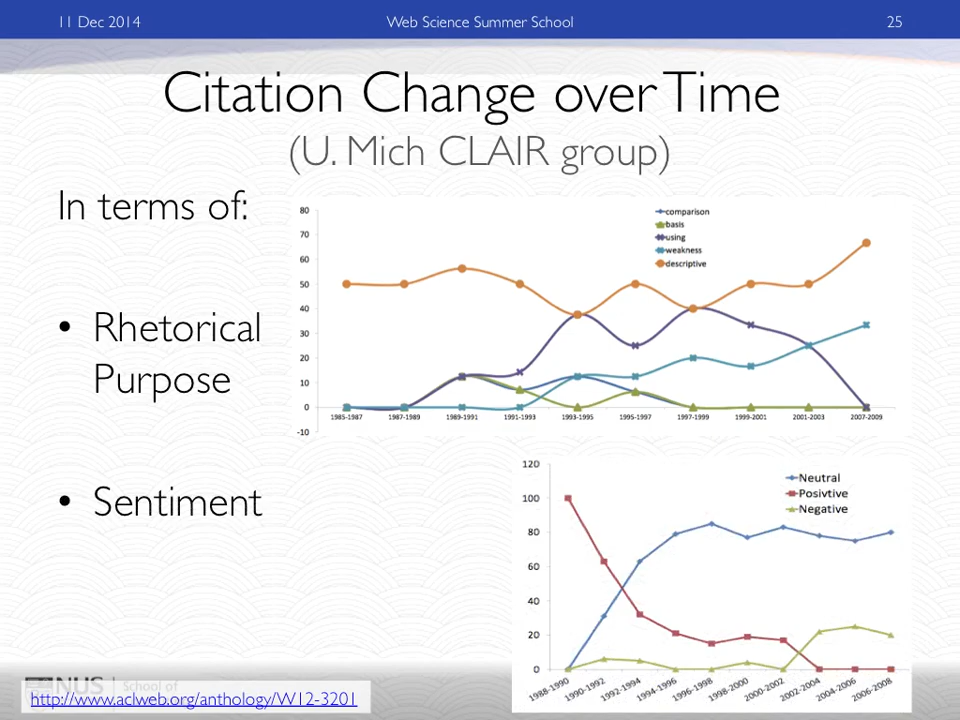 11 Dec 2014
Web Science Summer School
25
Citation Change over Time
(U. Mich CLAIR group)
In terms of:
• Rhetorical
Purpose
• Sentiment
80
70
60
50
40
30
20
10
0
-10
comparison
basis
using
weakness
descriptive
1985-1987
1987-1989
1989-1991
1991-1993
1993-1995
1995-1997
1997-1999
1999-2001
2001-2003
2007-2009
120
100
80
60
40
20
0
Neutral
Posivtive
Negative
1988-1990
1990-1992
1992-1994
1994-1996
1996-1998
1998-2000
2000-2002
2002-2004
2004-2006
2006-2008
NUS
School of
http://www.aclweb.org/anthology/W12-3201